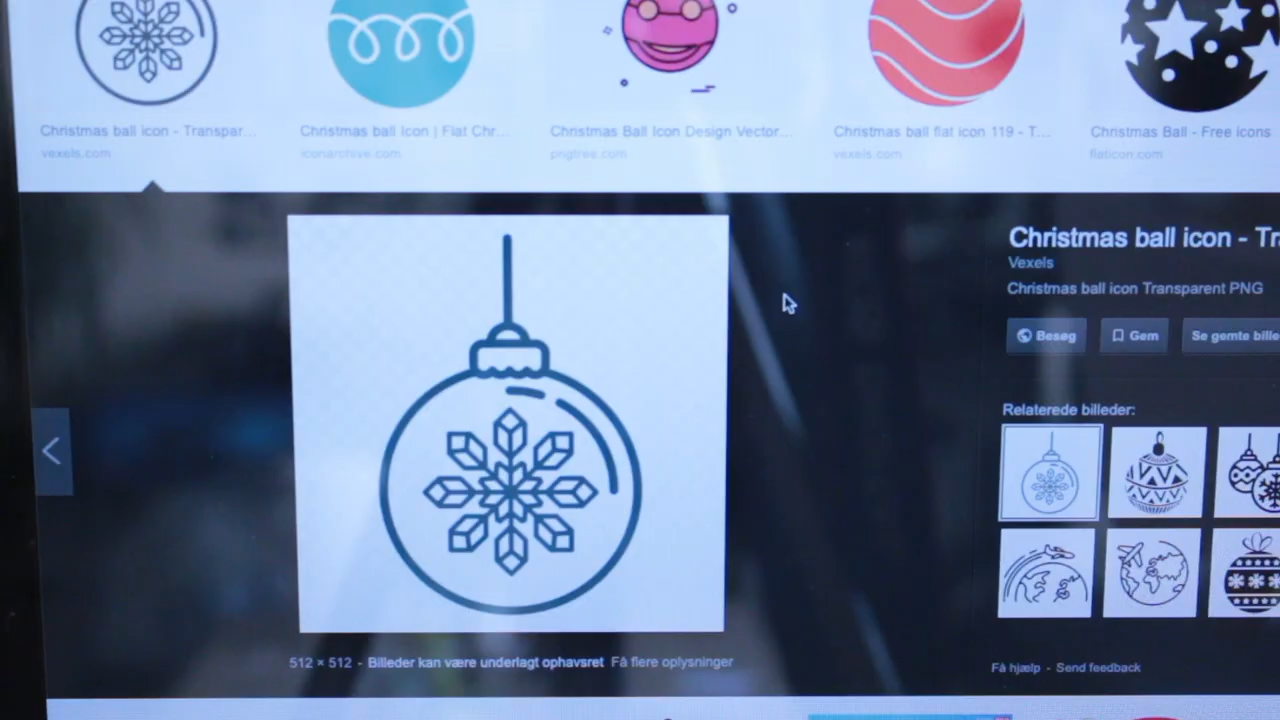 Christmas ball icon - Transpar...
vexels.com
Christmas ball Icon | Flat Chr...
iconarchive.com
Christmas Ball Icon Design Vector...
pngtree.com
Christmas ball flat icon 119 - T...
vexels.com
Christmas Ball - Free icons
flaticon.com
Christmas ball icon - Tr
Vexels
Christmas ball icon Transparent PNG
Besøg
Gem
Se gemte bille
Relaterede billeder:
512 × 512 - Billeder kan være underlagt ophavsret Få flere oplysninger
Få hjælp - Send feedback